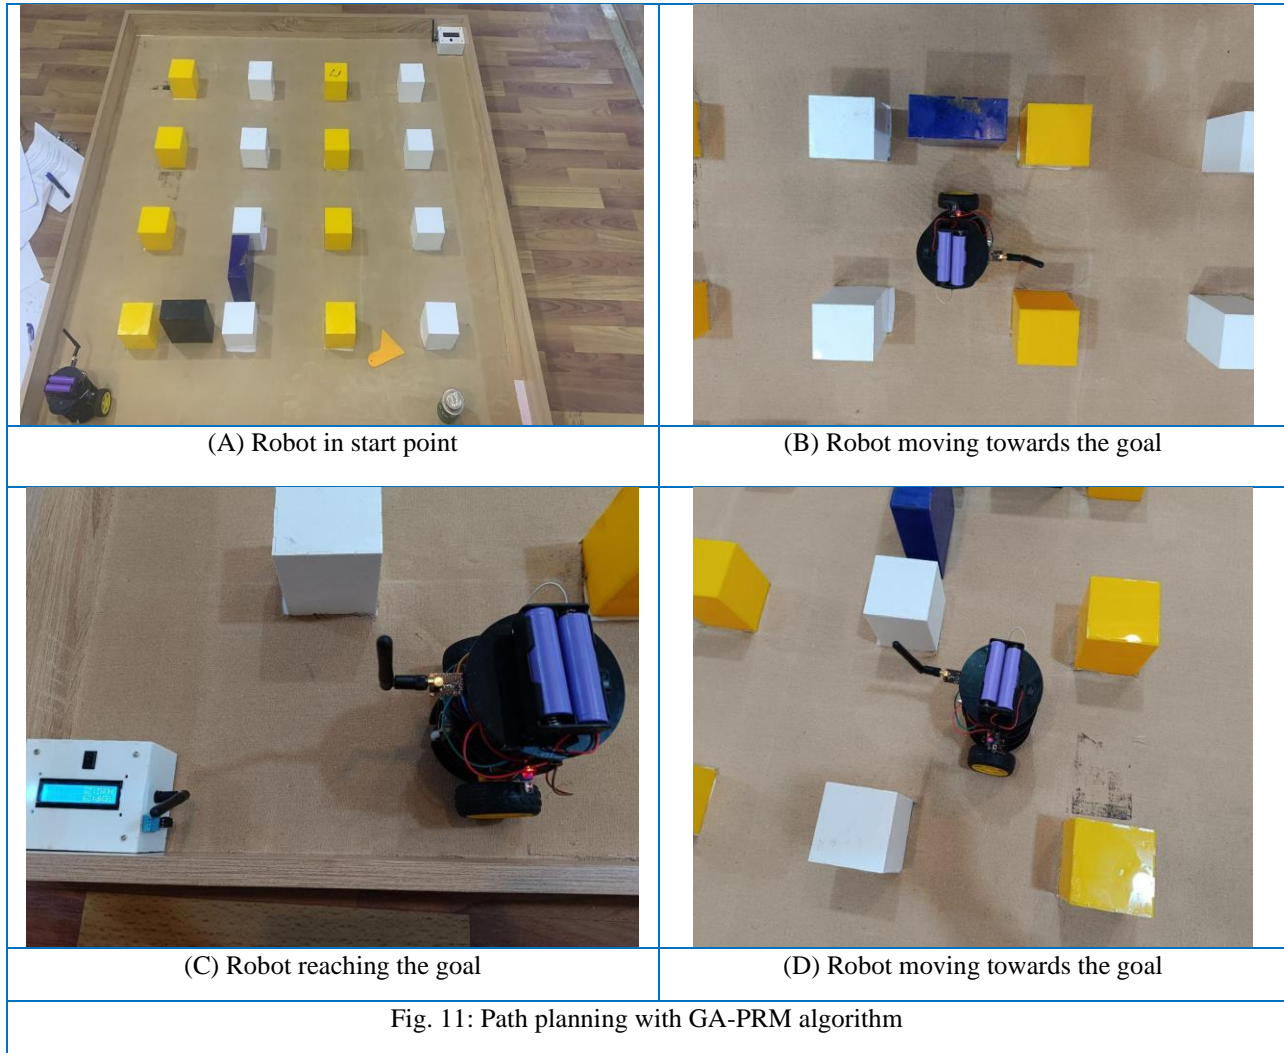 (A) Robot in start point
(B) Robot moving towards the goal
(C) Robot reaching the goal
(D) Robot moving towards the goal
Fig. 11: Path planning with GA-PRM algorithm